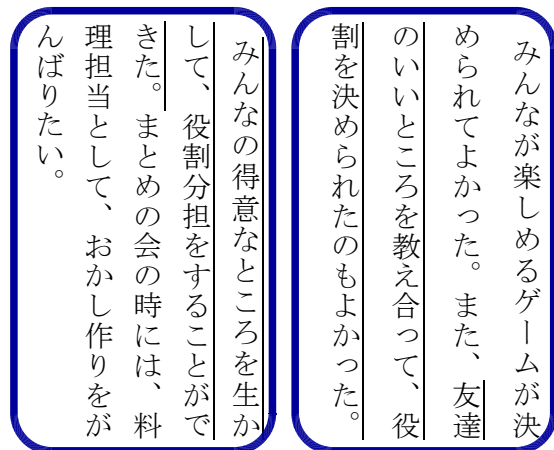 みんなが楽しめるゲームが決
められてよかった。また、友達
のいいところを教え合って、役
割を決められたのもよかった。
みんなの得意なところを生か
して、役割分担をすることがで
きた。まとめの会の時には、料
理担当として、おかし作りをが
んばりたい。